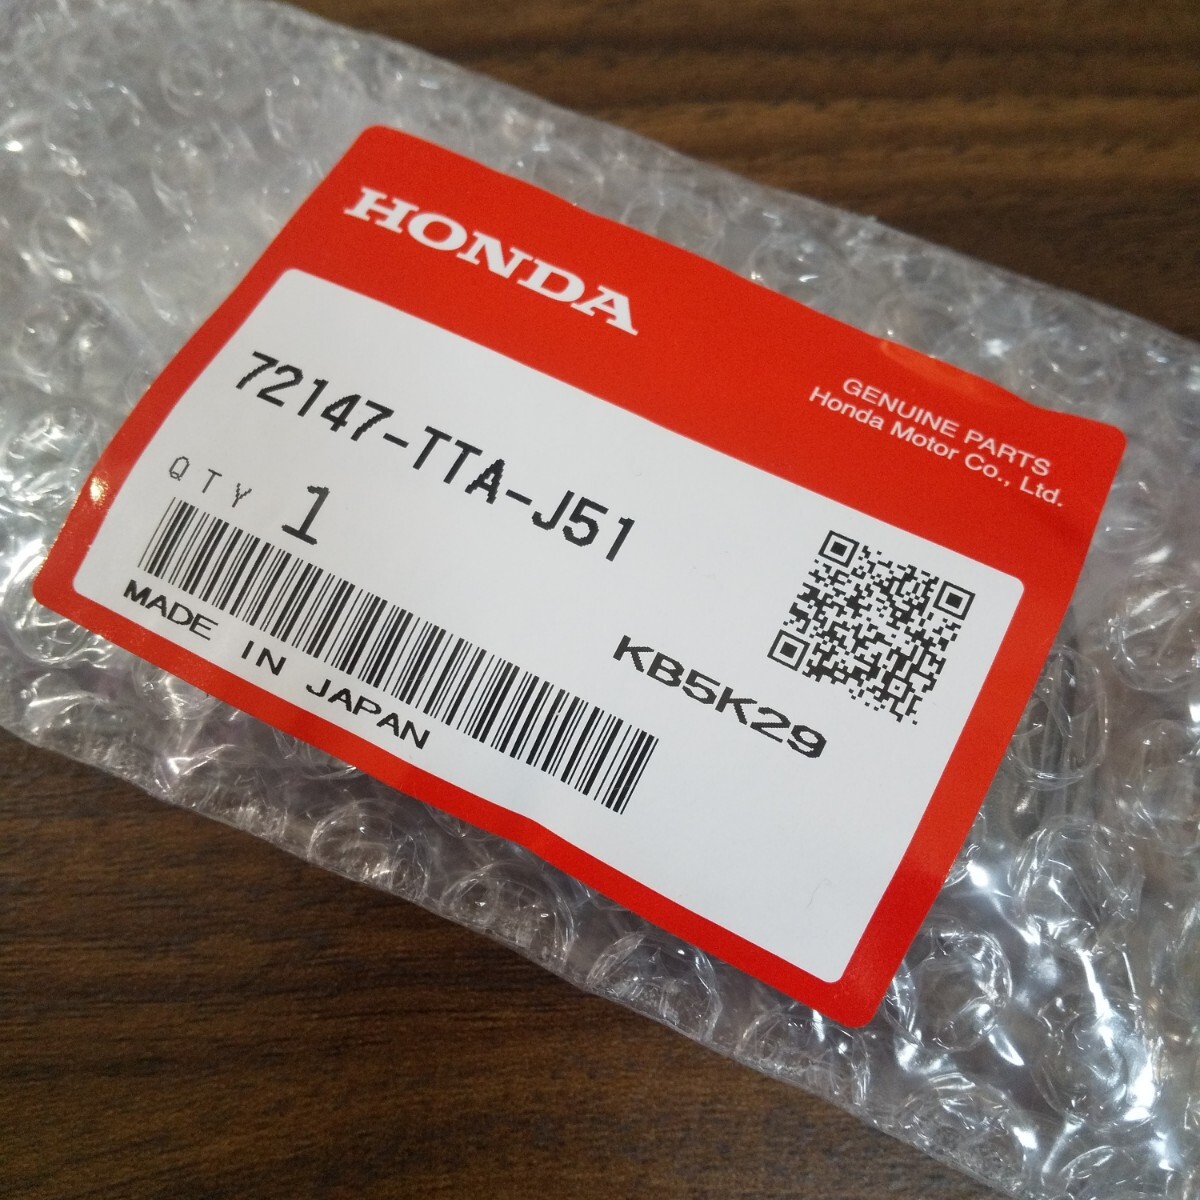 HONDA
GENUINE PARTS
Honda Motor Co., Ltd.
72147-TTA-J51
QTY 1
KB5K29
MADE IN JAPAN